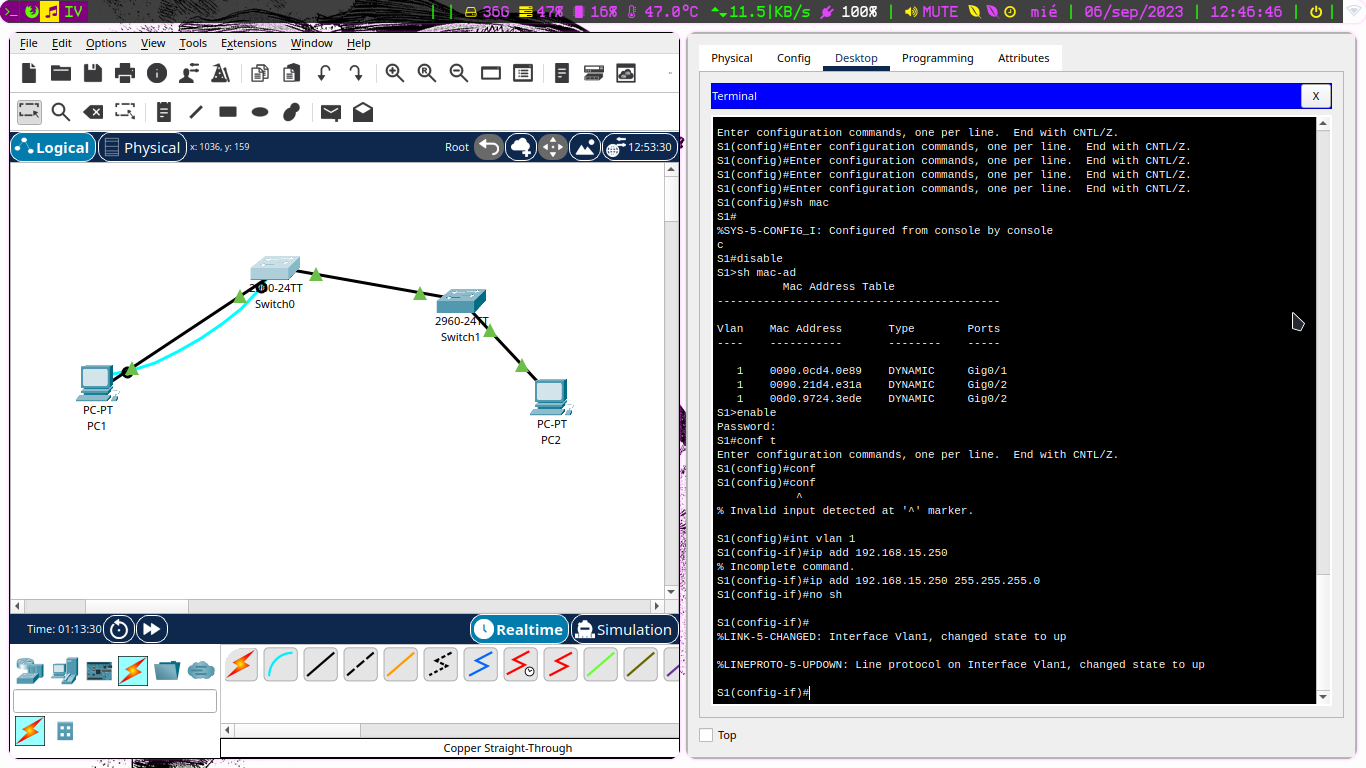 IV 36G 47% 16% 47.0°C 11.5|KB/s 100% MUTE mié | 06/sep/2023 | 12:46:46
File Edit Options View Tools Extensions Window Help
Logical Physical x: 1036, y: 159 Root 12:53:30
2960-24TT
Switch0
2960-24TT
Switch1
PC-PT
PC1
PC-PT
PC2
Time: 01:13:30 Realtime Simulation
Copper Straight-Through
Physical Config Desktop Programming Attributes
Terminal X
Enter configuration commands, one per line. End with CNTL/Z.
S1(config)#Enter configuration commands, one per line. End with CNTL/Z.
S1(config)#Enter configuration commands, one per line. End with CNTL/Z.
S1(config)#Enter configuration commands, one per line. End with CNTL/Z.
S1(config)#Enter configuration commands, one per line. End with CNTL/Z.
S1(config)#sh mac
S1#
%SYS-5-CONFIG_I: Configured from console by console
c
S1#disable
S1>sh mac-ad
Mac Address Table
-------------------------------------------
Vlan Mac Address Type Ports
---- ----------- -------- -----
1 0090.0cd4.0e89 DYNAMIC Gig0/1
1 0090.21d4.e31a DYNAMIC Gig0/2
1 00d0.9724.3ede DYNAMIC Gig0/2
S1>enable
Password:
S1#conf t
Enter configuration commands, one per line. End with CNTL/Z.
S1(config)#conf
S1(config)#conf
^
% Invalid input detected at '^' marker.
S1(config)#int vlan 1
S1(config-if)#ip add 192.168.15.250
% Incomplete command.
S1(config-if)#ip add 192.168.15.250 255.255.255.0
S1(config-if)#no sh
S1(config-if)#
%LINK-5-CHANGED: Interface Vlan1, changed state to up
%LINEPROTO-5-UPDOWN: Line protocol on Interface Vlan1, changed state to up
S1(config-if)#
Top